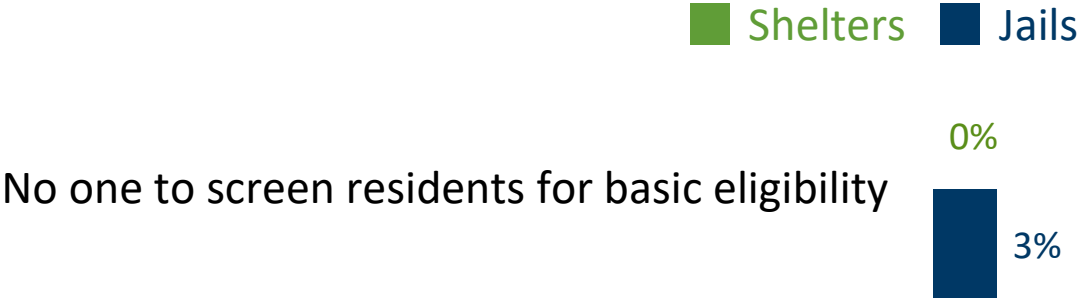 Shelters Jails
0%
No one to screen residents for basic eligibility
3%